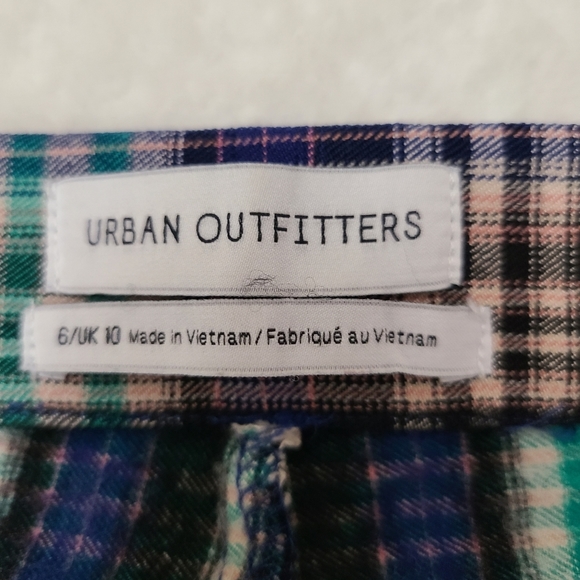 URBAN OUTFITTERS
6/UK 10 Made in Vietnam / Fabriqué au Vietnam